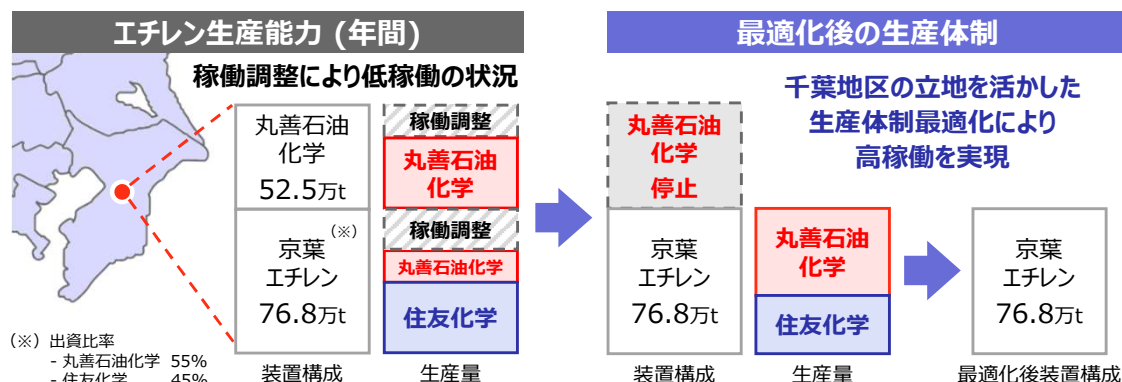 エチレン生産能力 (年間)
稼働調整により低稼働の状況
丸善石油
化学
52.5万t
京葉
(※)
エチレン
76.8万t
装置構成
稼働調整
丸善石油
化学
稼働調整
丸善石油化学
住友化学
生産量
(※) 出資比率
- 丸善石油化学 55%
- 住友化学 45%
最適化後の生産体制
千葉地区の立地を活かした
生産体制最適化により
高稼働を実現
丸善石油
化学
停止
京葉
エチレン
76.8万t
装置構成
丸善石油
化学
住友化学
生産量
京葉
エチレン
76.8万t
最適化後装置構成